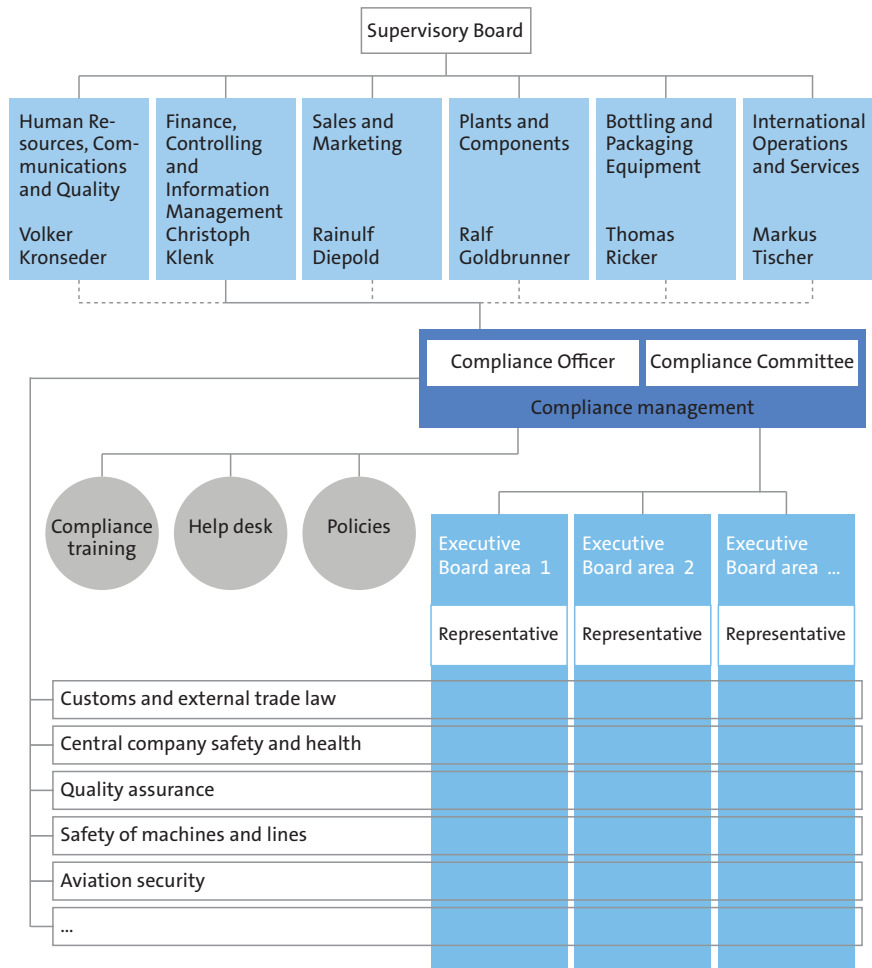 Supervisory Board
Human Re-
sources, Com-
munications
and Quality
Volker
Kronseder
Finance,
Controlling
and
Information
Management
Christoph
Klenk
Sales and
Marketing
Rainulf
Diepold
Plants and
Components
Ralf
Goldbrunner
Bottling and
Packaging
Equipment
Thomas
Ricker
International
Operations
and Services
Markus
Tischer
Compliance Officer
Compliance Committee
Compliance management
Compliance
training
Help desk
Policies
Executive
Board area 1
Executive
Board area 2
Executive
Board area ...
Representative
Representative
Representative
Customs and external trade law
Central company safety and health
Quality assurance
Safety of machines and lines
Aviation security
...